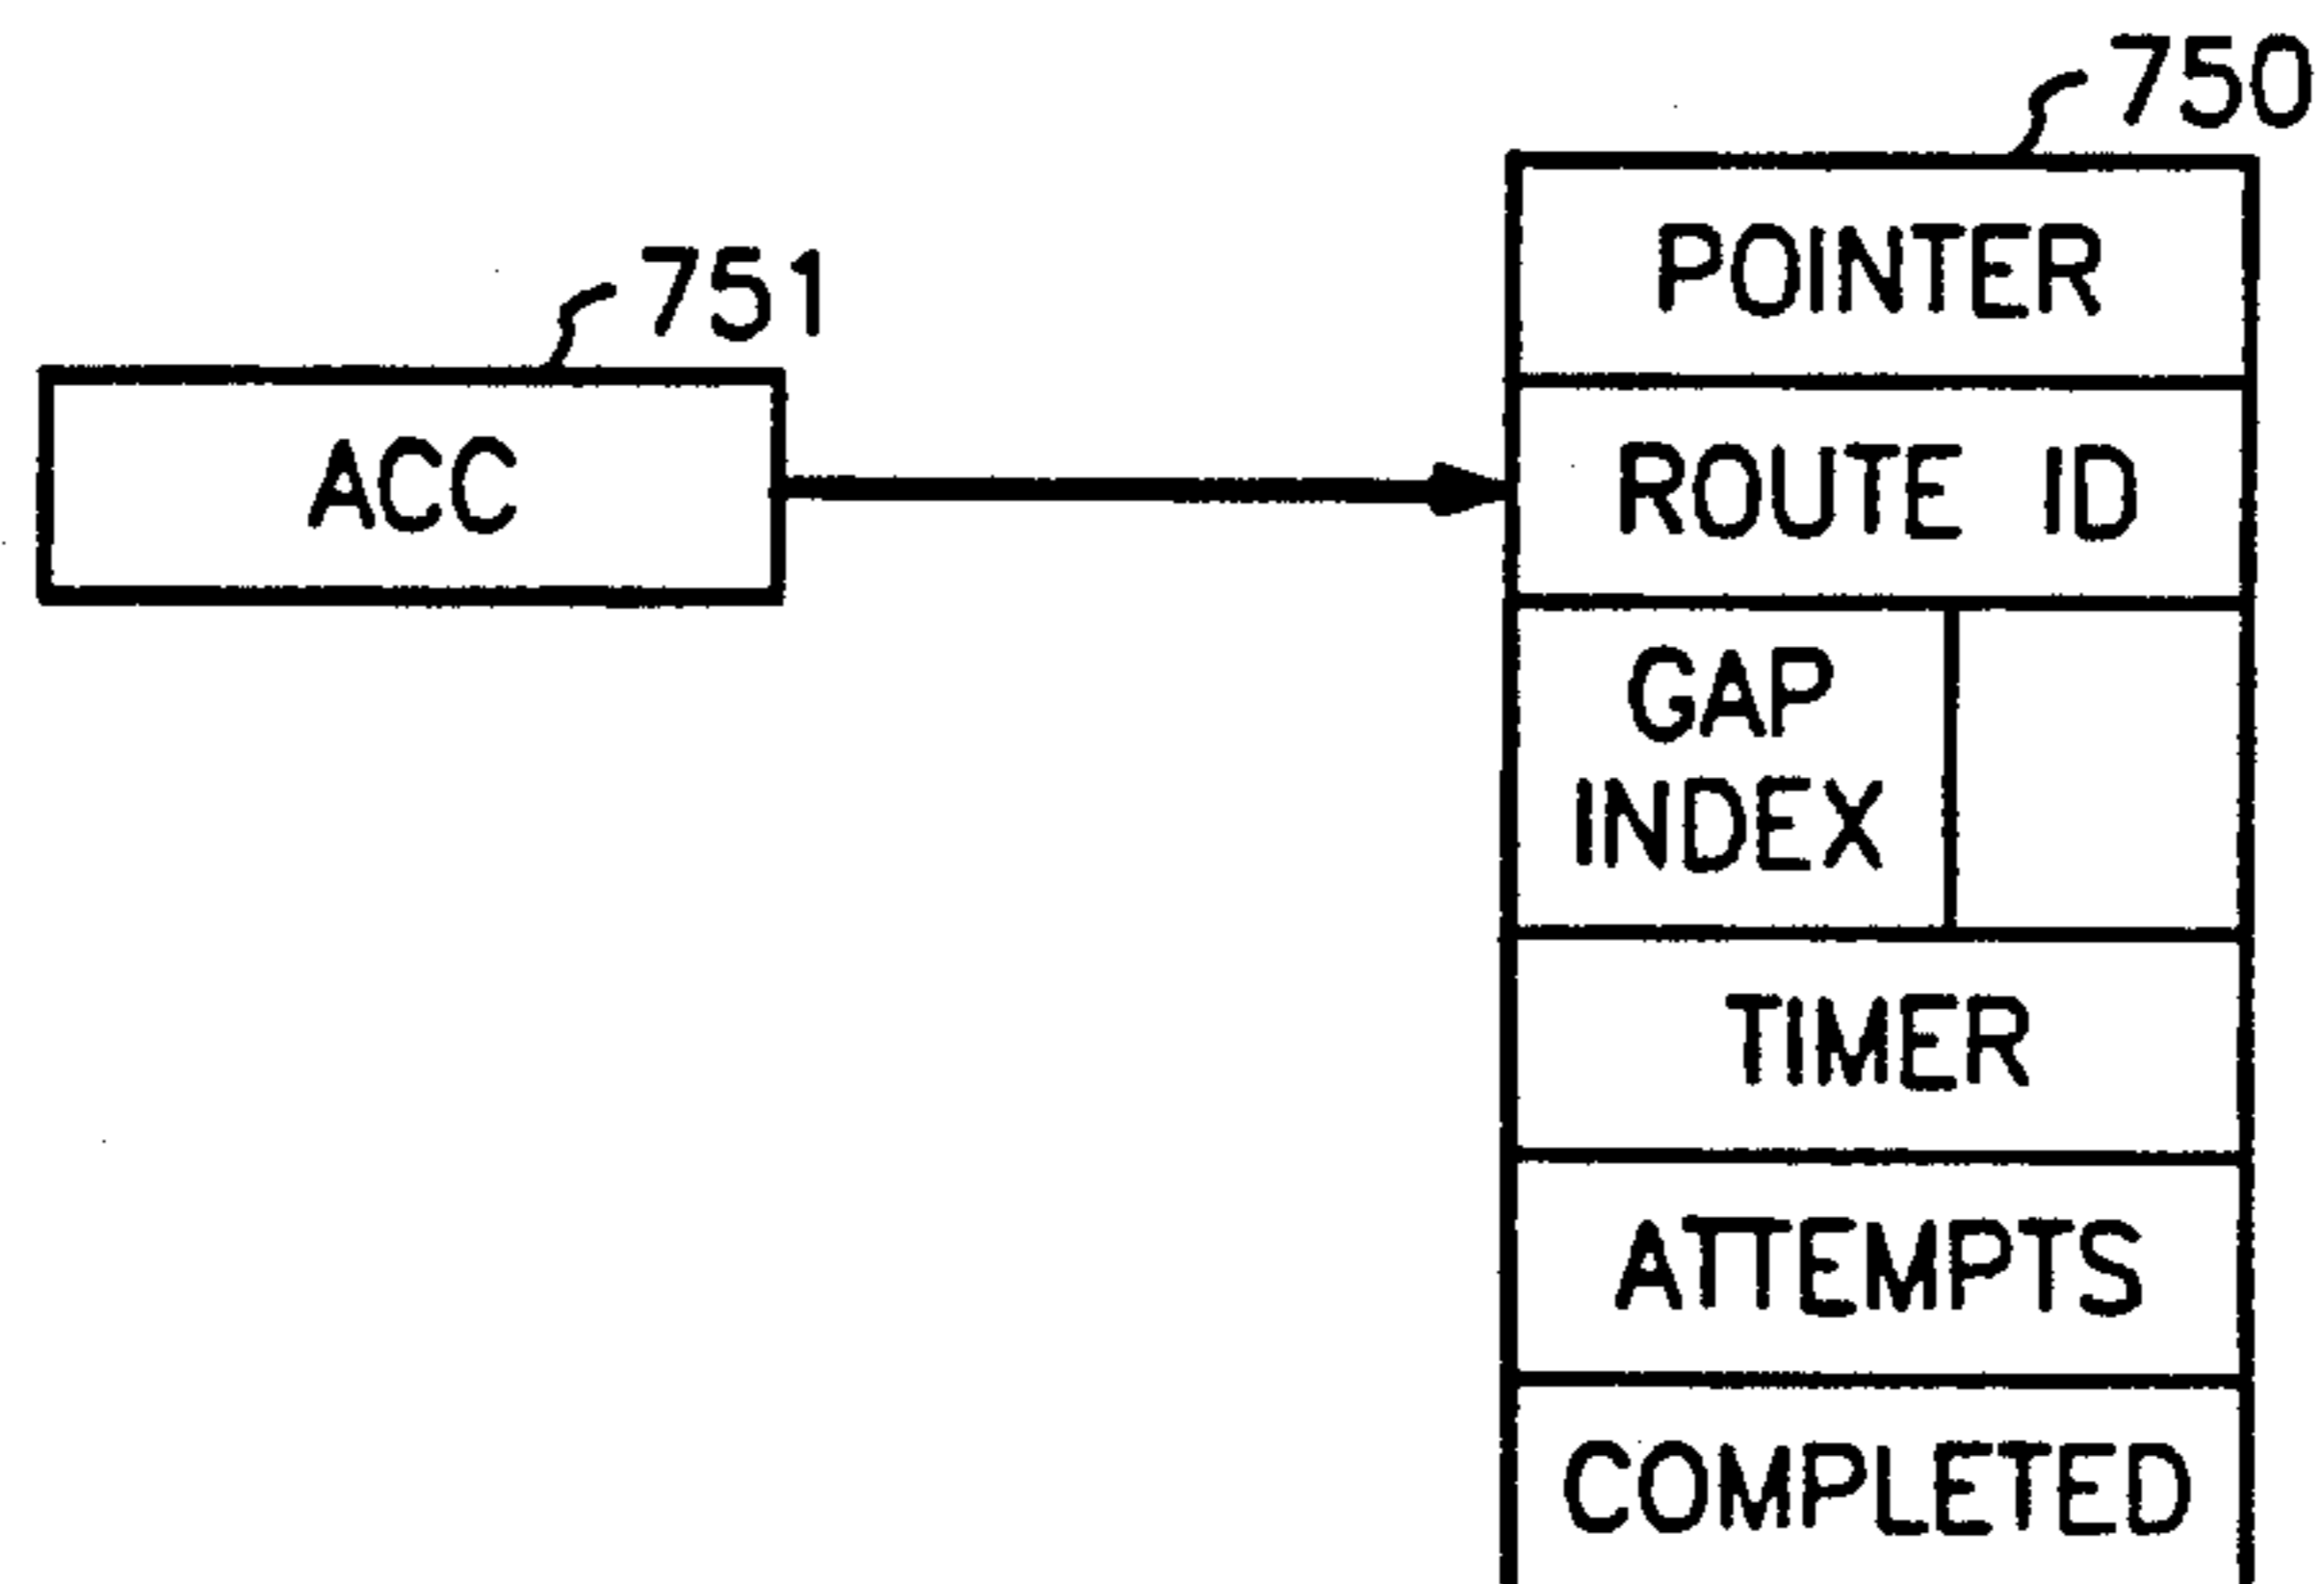 750
751
POINTER
ACC
ROUTE ID
GAP
INDEX
TIMER
ATTEMPTS
COMPLETED